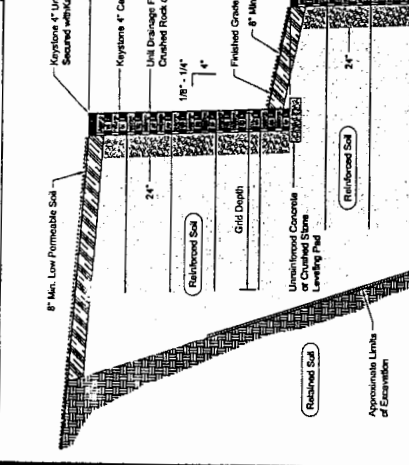 Keystone 4" Un
Secured with Ka
Keystone 4" Ca
Unit Drainage F
Crushed Rock o
1/8" - 1/4"
4"
Finished Grade
8" Min
8" Min. Low Permeable Soil
24"
Reinforced Soil
Grid Depth
Unreinforced Concrete
or Crushed Stone
Leveling Pad
24"
Reinforced Soil
Retained Soil
Approximate Limits
of Excavation